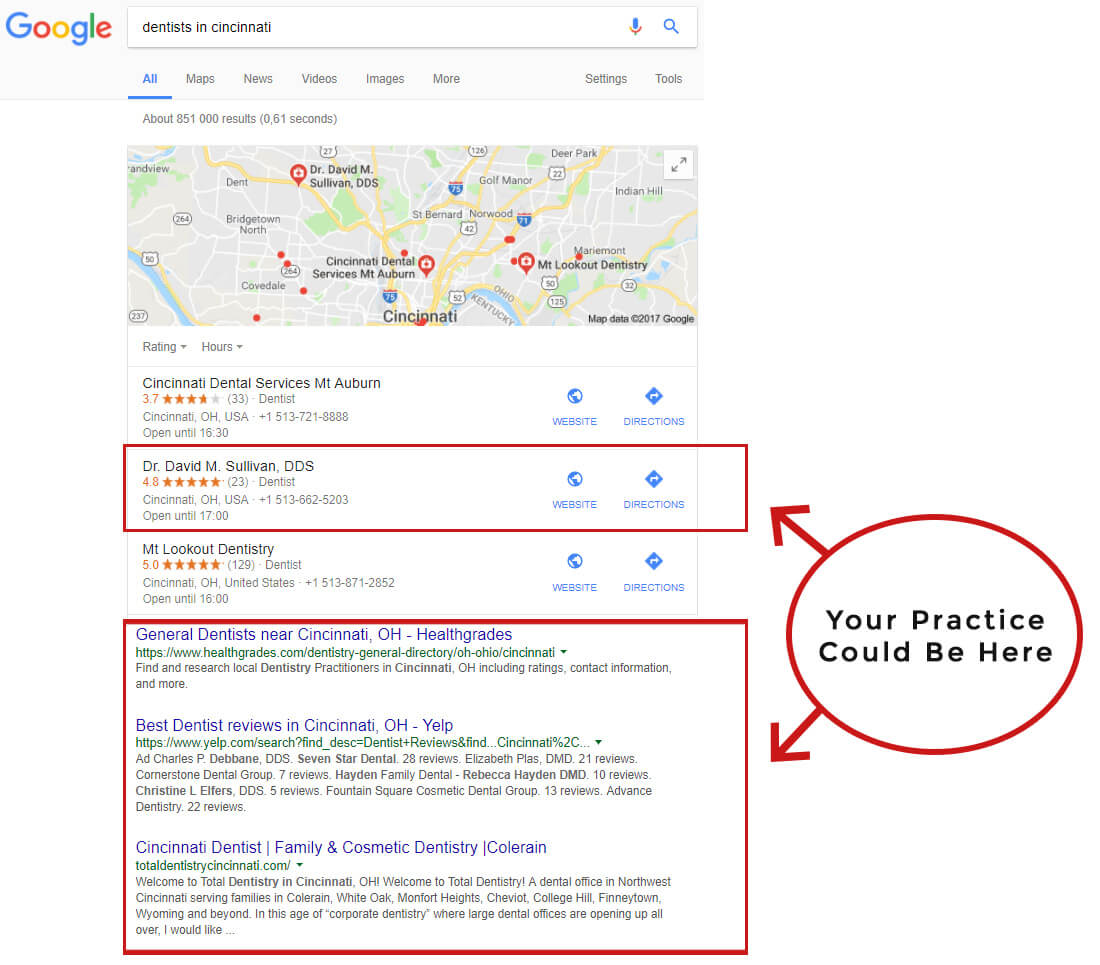 Google
dentists in cincinnati
All Maps News Videos Images More Settings Tools
About 851 000 results (0,61 seconds)
randview
27
126
Deer Park
Dr. David M.
Sullivan, DDS
Dent
75
Golf Manor
22
Indian Hill
264
Bridgetown
North
St Bernard
Norwood
71
42
50
Cincinnati Dental
Services Mt Auburn
Mariemont
Mt Lookout Dentistry
264
Covedale
75
52
OHIO
KENTUCKY
50
32
125
237
Cincinnati
Map data ©2017 Google
Rating Hours
Cincinnati Dental Services Mt Auburn
3.7 (33) · Dentist
Cincinnati, OH, USA · +1 513-721-8888
Open until 16:30
WEBSITE DIRECTIONS
Dr. David M. Sullivan, DDS
4.8 (23) · Dentist
Cincinnati, OH, USA · +1 513-662-5203
Open until 17:00
WEBSITE DIRECTIONS
Mt Lookout Dentistry
5.0 (129) · Dentist
Cincinnati, OH, United States · +1 513-871-2852
Open until 16:00
WEBSITE DIRECTIONS
General Dentists near Cincinnati, OH - Healthgrades
https://www.healthgrades.com/dentistry-general-directory/oh-ohio/cincinnati
Find and research local Dentistry Practitioners in Cincinnati, OH including ratings, contact information,
and more.
Best Dentist reviews in Cincinnati, OH - Yelp
https://www.yelp.com/search?find_desc=Dentist+Reviews&find...Cincinnati%2C...
Ad Charles P. Debbane, DDS. Seven Star Dental. 28 reviews. Elizabeth Plas, DMD. 21 reviews.
Cornerstone Dental Group. 7 reviews. Hayden Family Dental - Rebecca Hayden DMD. 10 reviews.
Christine L Elfers, DDS. 5 reviews. Fountain Square Cosmetic Dental Group. 13 reviews. Advance
Dentistry. 22 reviews.
Cincinnati Dentist | Family & Cosmetic Dentistry |Colerain
totaldentistrycincinnati.com/
Welcome to Total Dentistry in Cincinnati, OH! Welcome to Total Dentistry! A dental office in Northwest
Cincinnati serving families in Colerain, White Oak, Monfort Heights, Cheviot, College Hill, Finneytown,
Wyoming and beyond. In this age of “corporate dentistry” where large dental offices are opening up all
over, I would like ...
Your Practice
Could Be Here